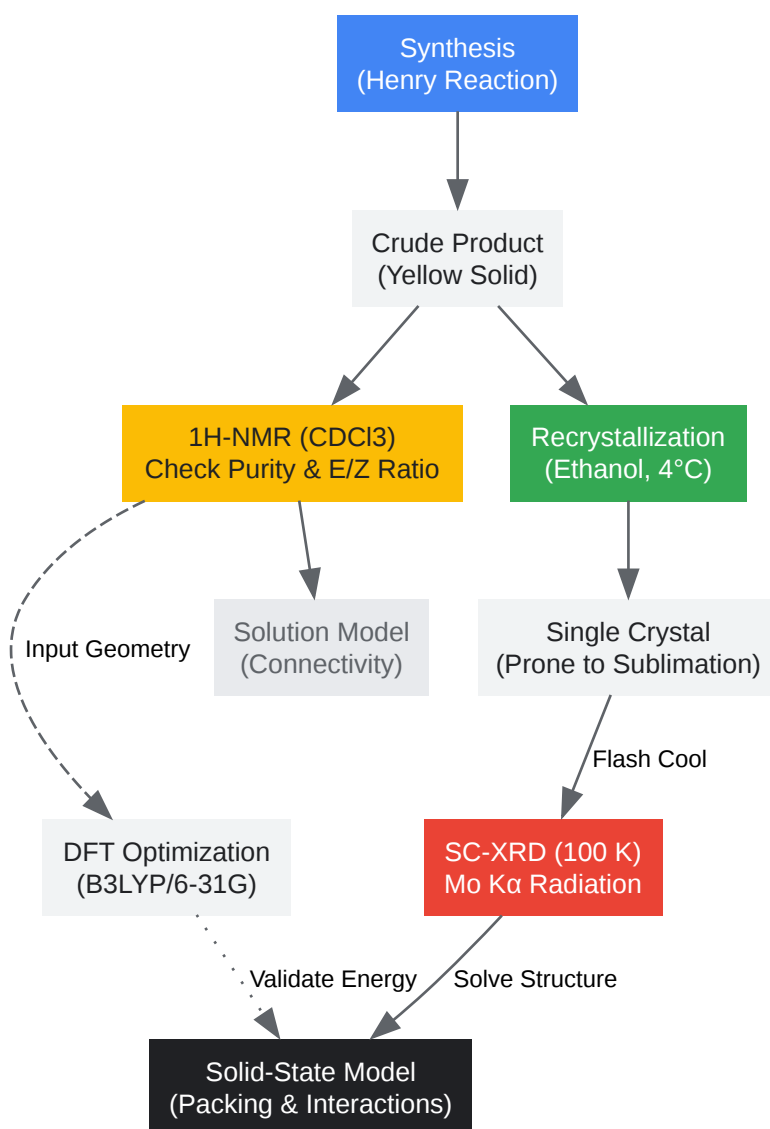 Synthesis
(Henry Reaction)
Crude Product
(Yellow Solid)
1H-NMR (CDCl3)
Check Purity & E/Z Ratio
Recrystallization
(Ethanol, 4°C)
Input Geometry
Solution Model
(Connectivity)
Single Crystal
(Prone to Sublimation)
Flash Cool
DFT Optimization
(B3LYP/6-31G)
SC-XRD (100 K)
Mo Kα Radiation
Validate Energy
Solve Structure
Solid-State Model
(Packing & Interactions)